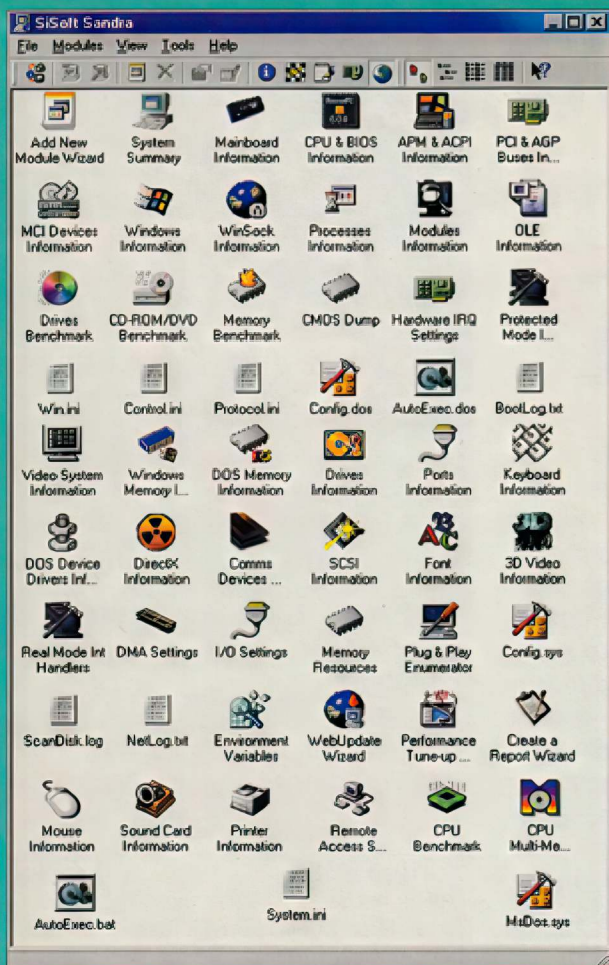 SiSoft Sandra
File Modules View Tools Help
Add New Module Wizard
System Summary
Mainboard Information
CPU & BIOS Information
APM & ACPI Information
PCI & AGP Buses In...
MCI Devices Information
Windows Information
WinSock Information
Processes Information
Modules Information
OLE Information
Drives Benchmark
CD-ROM/DVD Benchmark
Memory Benchmark
CMOS Dump
Hardware IRQ Settings
Protected Mode I...
Win.ini
Control.ini
Protocol.ini
Config.dos
AutoExec.dos
BootLog.txt
Video System Information
Windows Memory I...
DOS Memory Information
Drives Information
Ports Information
Keyboard Information
DOS Device Drivers Inf...
DirectX Information
Comms Devices ...
SCSI Information
Font Information
3D Video Information
Real Mode Int Handlers
DMA Settings
I/O Settings
Memory Resources
Plug & Play Enumerator
Config.sys
ScanDisk.log
NetLog.txt
Environment Variables
WebUpdate Wizard
Performance Tune-up ...
Create a Report Wizard
Mouse Information
Sound Card Information
Printer Information
Remote Access S...
CPU Benchmark
CPU Multi-Me...
AutoExec.bat
System.ini
MsDos.sys